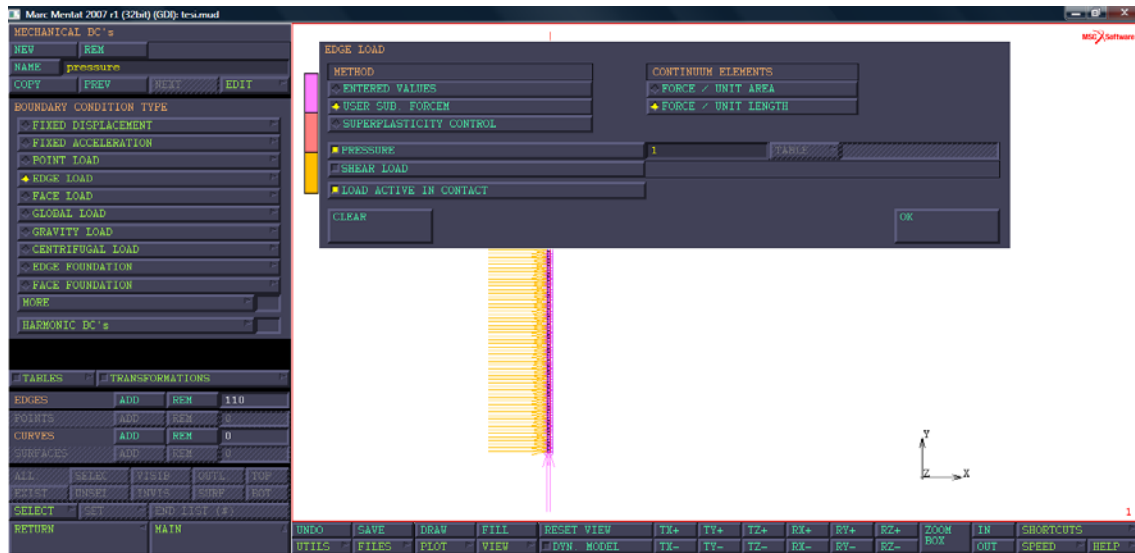 Marc Mentat 2007 r1 (32bit) (GDI): tesi.mud
MECHANICAL DC's
NEW REM
NAME pressure
COPY PREV NEXT EDIT
BOUNDARY CONDITION TYPE
FIXED DISPLACEMENT
FIXED ACCELERATION
POINT LOAD
EDGE LOAD
FACE LOAD
GLOBAL LOAD
GRAVITY LOAD
CENTRIFUGAL LOAD
EDGE FOUNDATION
FACE FOUNDATION
MORE
HARMONIC BC's
TABLES TRANSFORMATIONS
EDGES ADD REM 110
POINTS ADD REM 0
CURVES ADD REM 0
SURFACES ADD REM 0
ALL SELEC VISIB OUTL TOP
EXIST UNSEL INVIS SURF BOT
SELECT SET END LIST (#)
RETURN MAIN
EDGE LOAD
METHOD
ENTERED VALUES
USER SUB. FORCEM
SUPERPLASTICITY CONTROL
CONTINUUM ELEMENTS
FORCE / UNIT AREA
FORCE / UNIT LENGTH
PRESSURE 1 TABLE
SHEAR LOAD
LOAD ACTIVE IN CONTACT
CLEAR OK
MSC Software
Y
Z X
1
UNDO SAVE DRAW FILL RESET VIEW TX+ TY+ TZ+ RX+ RY+ RZ+ ZOOM BOX IN SHORTCUTS
UTILS FILES PLOT VIEW DYN. MODEL TX- TY- TZ- RX- RY- RZ- OUT SPEED HELP